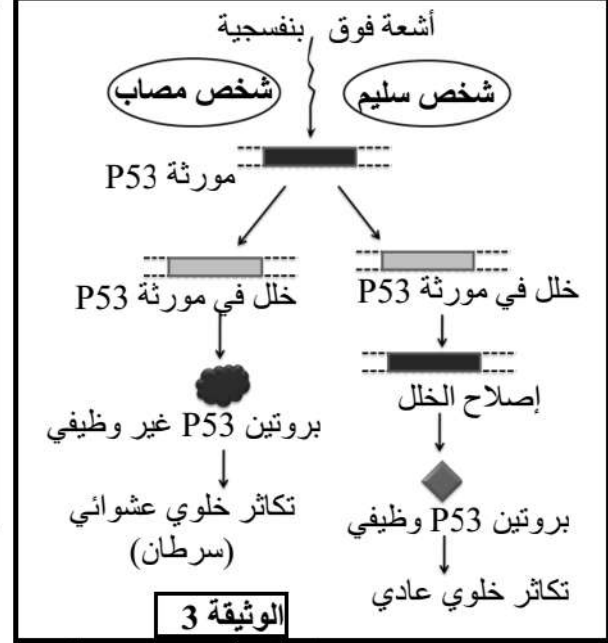 أشعة فوق بنفسجية
شخص سليم
شخص مصاب
مورثة P53
خلل في مورثة P53
إصلاح الخلل
بروتين P53 وظيفي
تكاثر خلوي عادي
خلل في مورثة P53
بروتين P53 غير وظيفي
تكاثر خلوي عشوائي
(سرطان)
الوثيقة 3